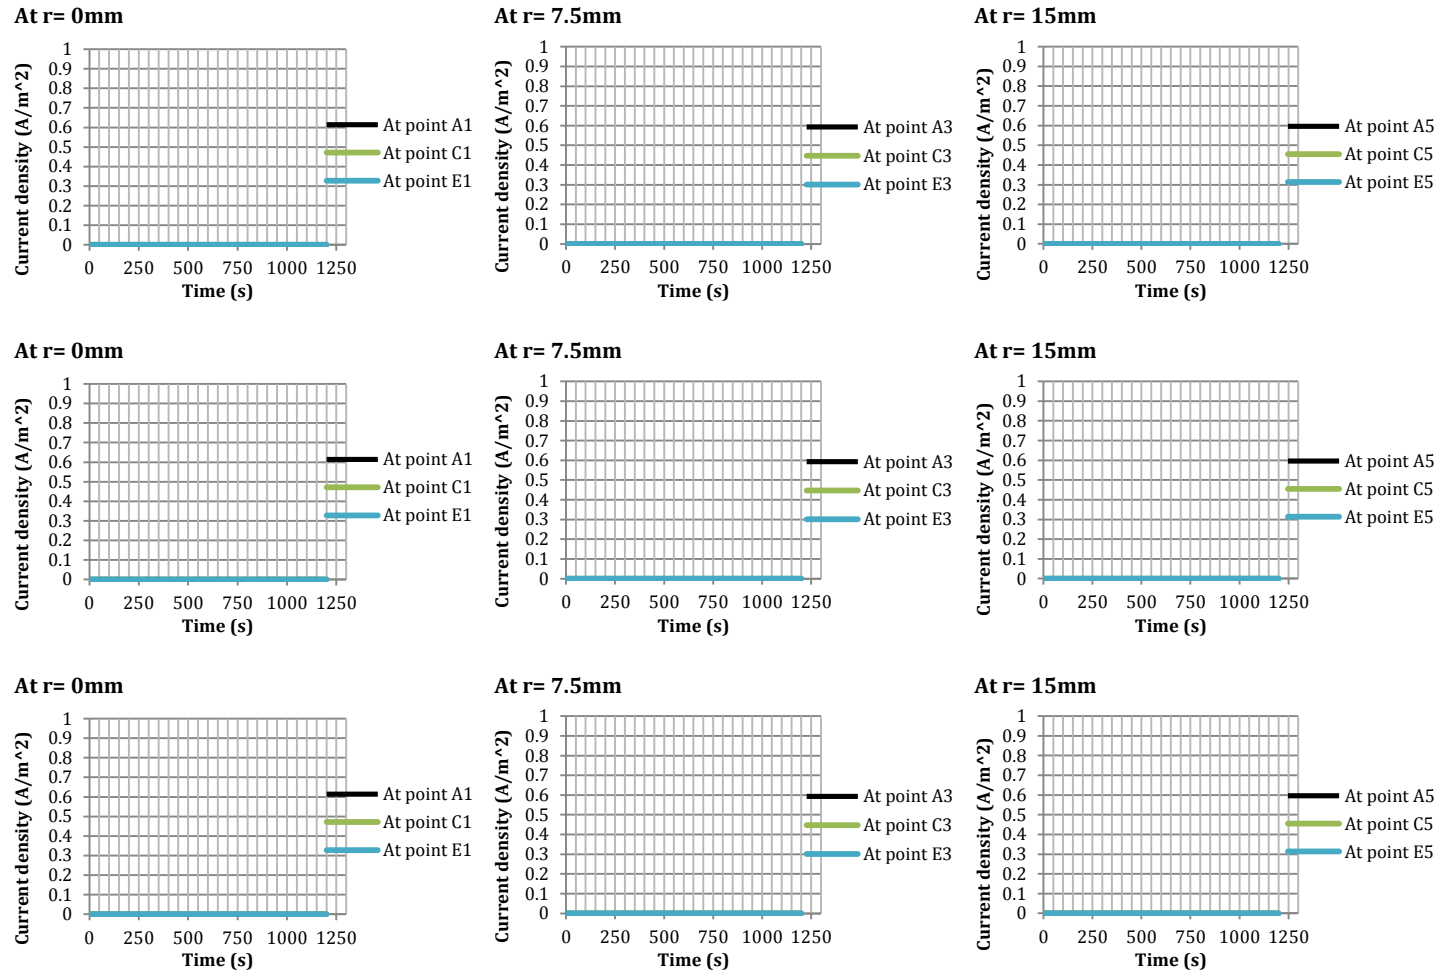 At r= 0mm
Current density (A/m^2)
1
0.9
0.8
0.7
0.6
0.5
0.4
0.3
0.2
0.1
0
0 250 500 750 1000 1250
Time (s)
At point A1
At point C1
At point E1
At r= 7.5mm
Current density (A/m^2)
1
0.9
0.8
0.7
0.6
0.5
0.4
0.3
0.2
0.1
0
0 250 500 750 1000 1250
Time (s)
At point A3
At point C3
At point E3
At r= 15mm
Current density (A/m^2)
1
0.9
0.8
0.7
0.6
0.5
0.4
0.3
0.2
0.1
0
0 250 500 750 1000 1250
Time (s)
At point A5
At point C5
At point E5
At r= 0mm
Current density (A/m^2)
1
0.9
0.8
0.7
0.6
0.5
0.4
0.3
0.2
0.1
0
0 250 500 750 1000 1250
Time (s)
At point A1
At point C1
At point E1
At r= 7.5mm
Current density (A/m^2)
1
0.9
0.8
0.7
0.6
0.5
0.4
0.3
0.2
0.1
0
0 250 500 750 1000 1250
Time (s)
At point A3
At point C3
At point E3
At r= 15mm
Current density (A/m^2)
1
0.9
0.8
0.7
0.6
0.5
0.4
0.3
0.2
0.1
0
0 250 500 750 1000 1250
Time (s)
At point A5
At point C5
At point E5
At r= 0mm
Current density (A/m^2)
1
0.9
0.8
0.7
0.6
0.5
0.4
0.3
0.2
0.1
0
0 250 500 750 1000 1250
Time (s)
At point A1
At point C1
At point E1
At r= 7.5mm
Current density (A/m^2)
1
0.9
0.8
0.7
0.6
0.5
0.4
0.3
0.2
0.1
0
0 250 500 750 1000 1250
Time (s)
At point A3
At point C3
At point E3
At r= 15mm
Current density (A/m^2)
1
0.9
0.8
0.7
0.6
0.5
0.4
0.3
0.2
0.1
0
0 250 500 750 1000 1250
Time (s)
At point A5
At point C5
At point E5